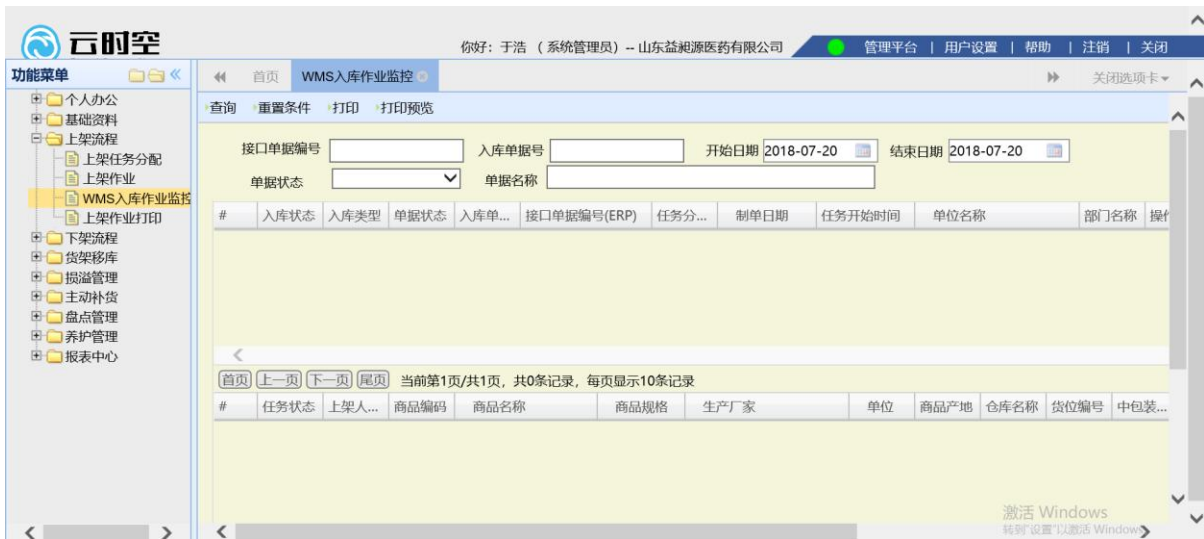 云时空
你好：于浩 （ 系统管理员）-- 山东益昶源医药有限公司
管理平台 | 用户设置 | 帮助 | 注销 | 关闭
功能菜单
首页 WMS入库作业监控 关闭选项卡
个人办公
基础资料
上架流程
上架任务分配
上架作业
WMS入库作业监控
上架作业打印
下架流程
货架移库
损溢管理
主动补货
盘点管理
养护管理
报表中心
查询 重置条件 打印 打印预览
接口单据编号 入库单据号 开始日期 2018-07-20 结束日期 2018-07-20
单据状态 单据名称
# 入库状态 入库类型 单据状态 入库单... 接口单据编号(ERP) 任务分... 制单日期 任务开始时间 单位名称 部门名称 操作
首页 上一页 下一页 尾页 当前第1页/共1页，共0条记录，每页显示10条记录
# 任务状态 上架人... 商品编码 商品名称 商品规格 生产厂家 单位 商品产地 仓库名称 货位编号 中包装...
激活 Windows
转到"设置"以激活 Windows